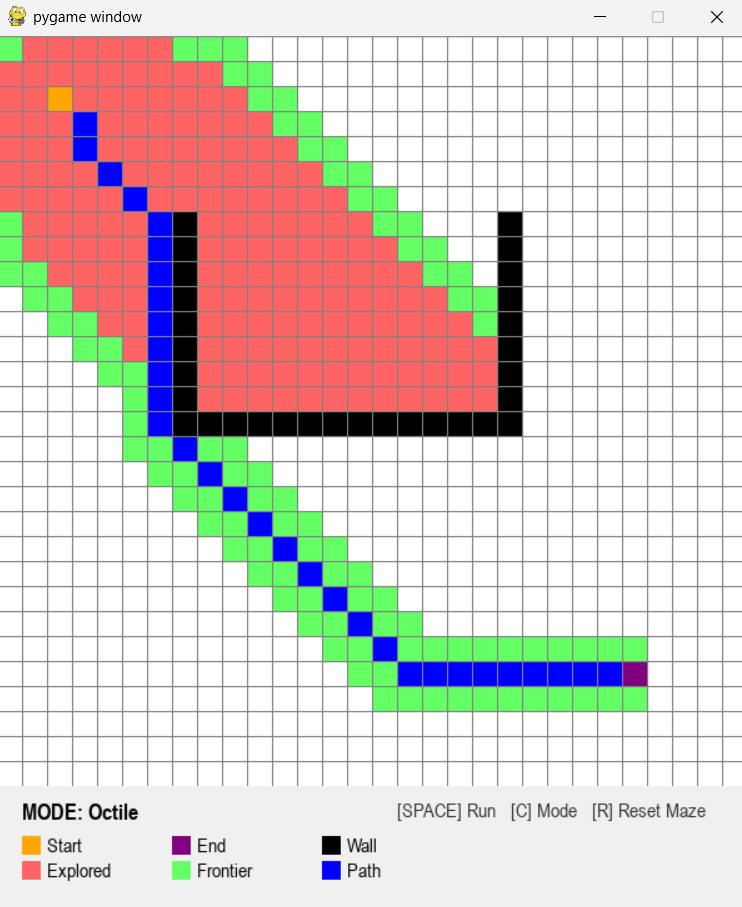 pygame window
MODE: Octile
[SPACE] Run [C] Mode [R] Reset Maze
Start End Wall
Explored Frontier Path